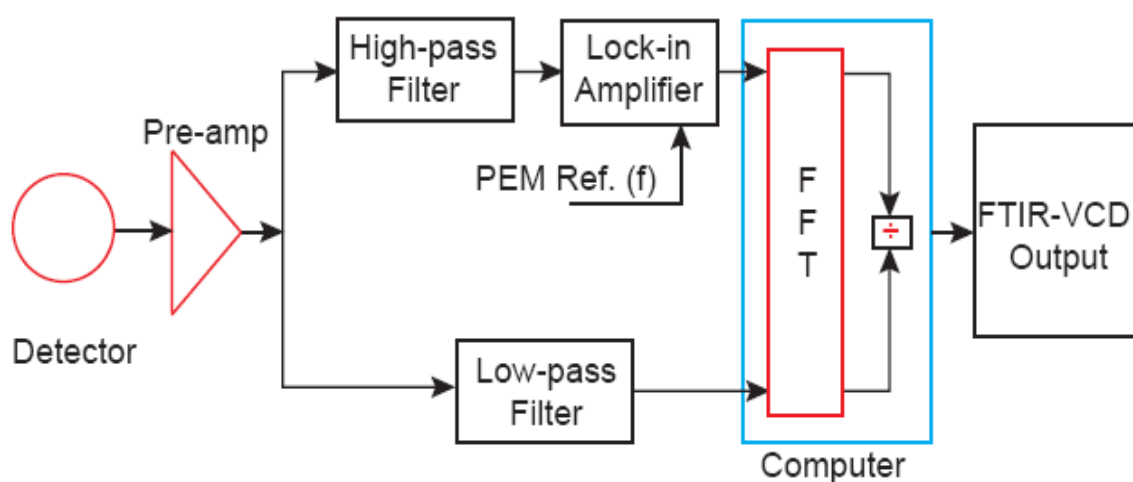 High-pass
Filter
Lock-in
Amplifier
Pre-amp
PEM Ref. (f)
F
F
T
÷
FTIR-VCD
Output
Detector
Low-pass
Filter
Computer